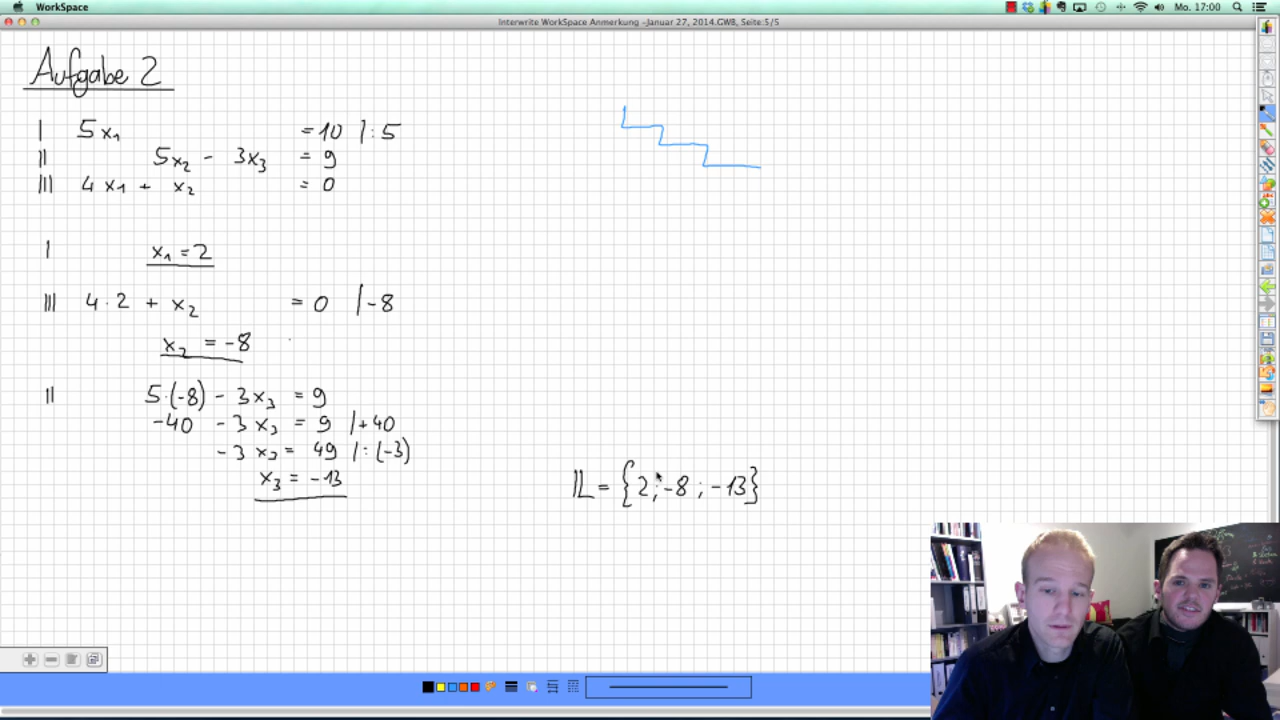 WorkSpace
Mo. 17:00
Interwrite WorkSpace Anmerkung -Januar 27, 2014.GWB, Seite:5/5
Aufgabe 2
I 5x₁ = 10 | : 5
II 5x₂ - 3x₃ = 9
III 4x₁ + x₂ = 0
I x₁ = 2
III 4 · 2 + x₂ = 0 | -8
x₂ = -8
II 5·(-8) - 3x₃ = 9
-40 - 3x₃ = 9 | +40
-3x₃ = 49 | : (-3)
x₃ = -13
𝕃 = {2 ; -8 ; -13}